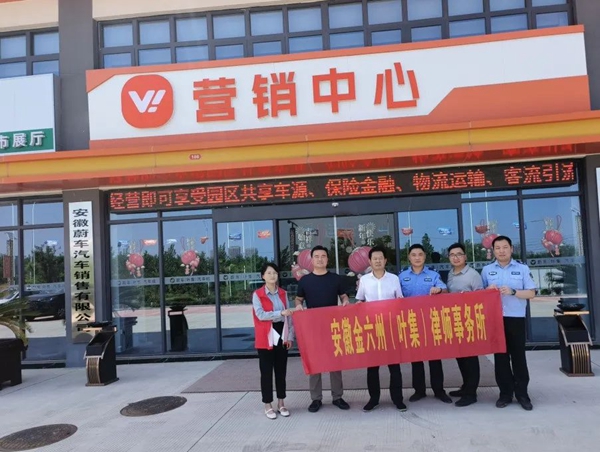 营销中心
市展厅
经营即可享受园区共享车源、保险金融、物流运输、客流引流
安徽蔚车汽车销售有限公
安徽金六州（叶集）律师事务所